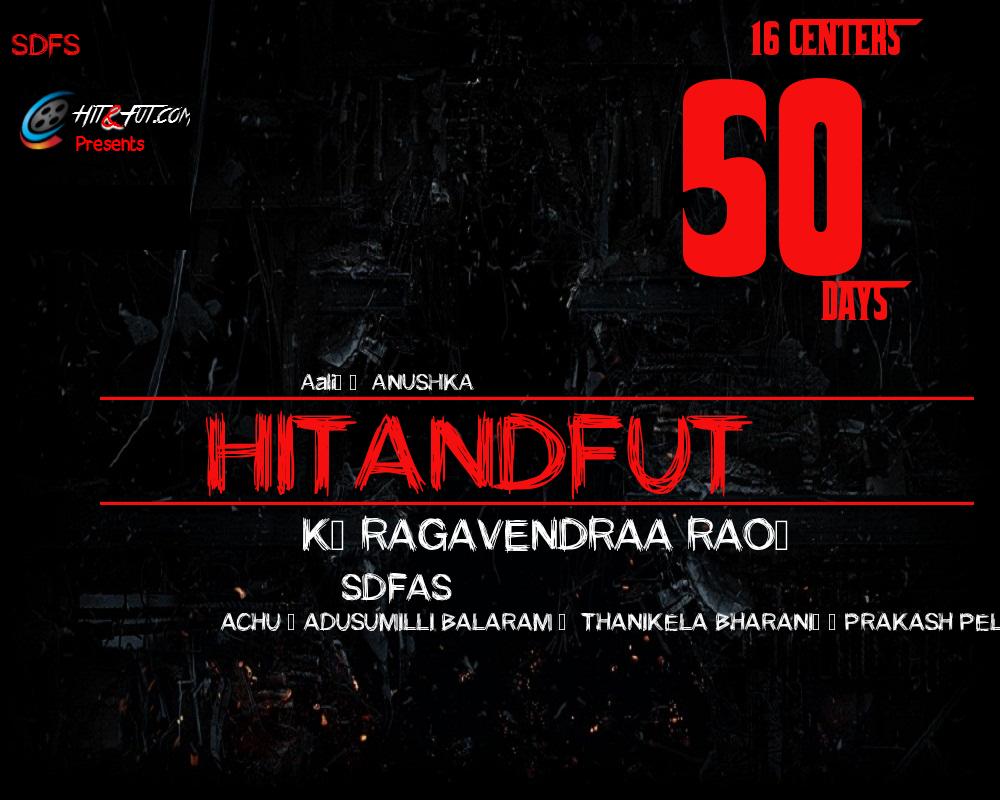 SDFS
16 CENTERS
50
DAYS
HIT&FUT.COM
Presents
Aali ANUSHKA
HITANDFUT
K RAGAVENDRAA RAO
SDFAS
ACHU ADUSUMILLI BALARAM THANIKELA BHARANI PRAKASH PEL